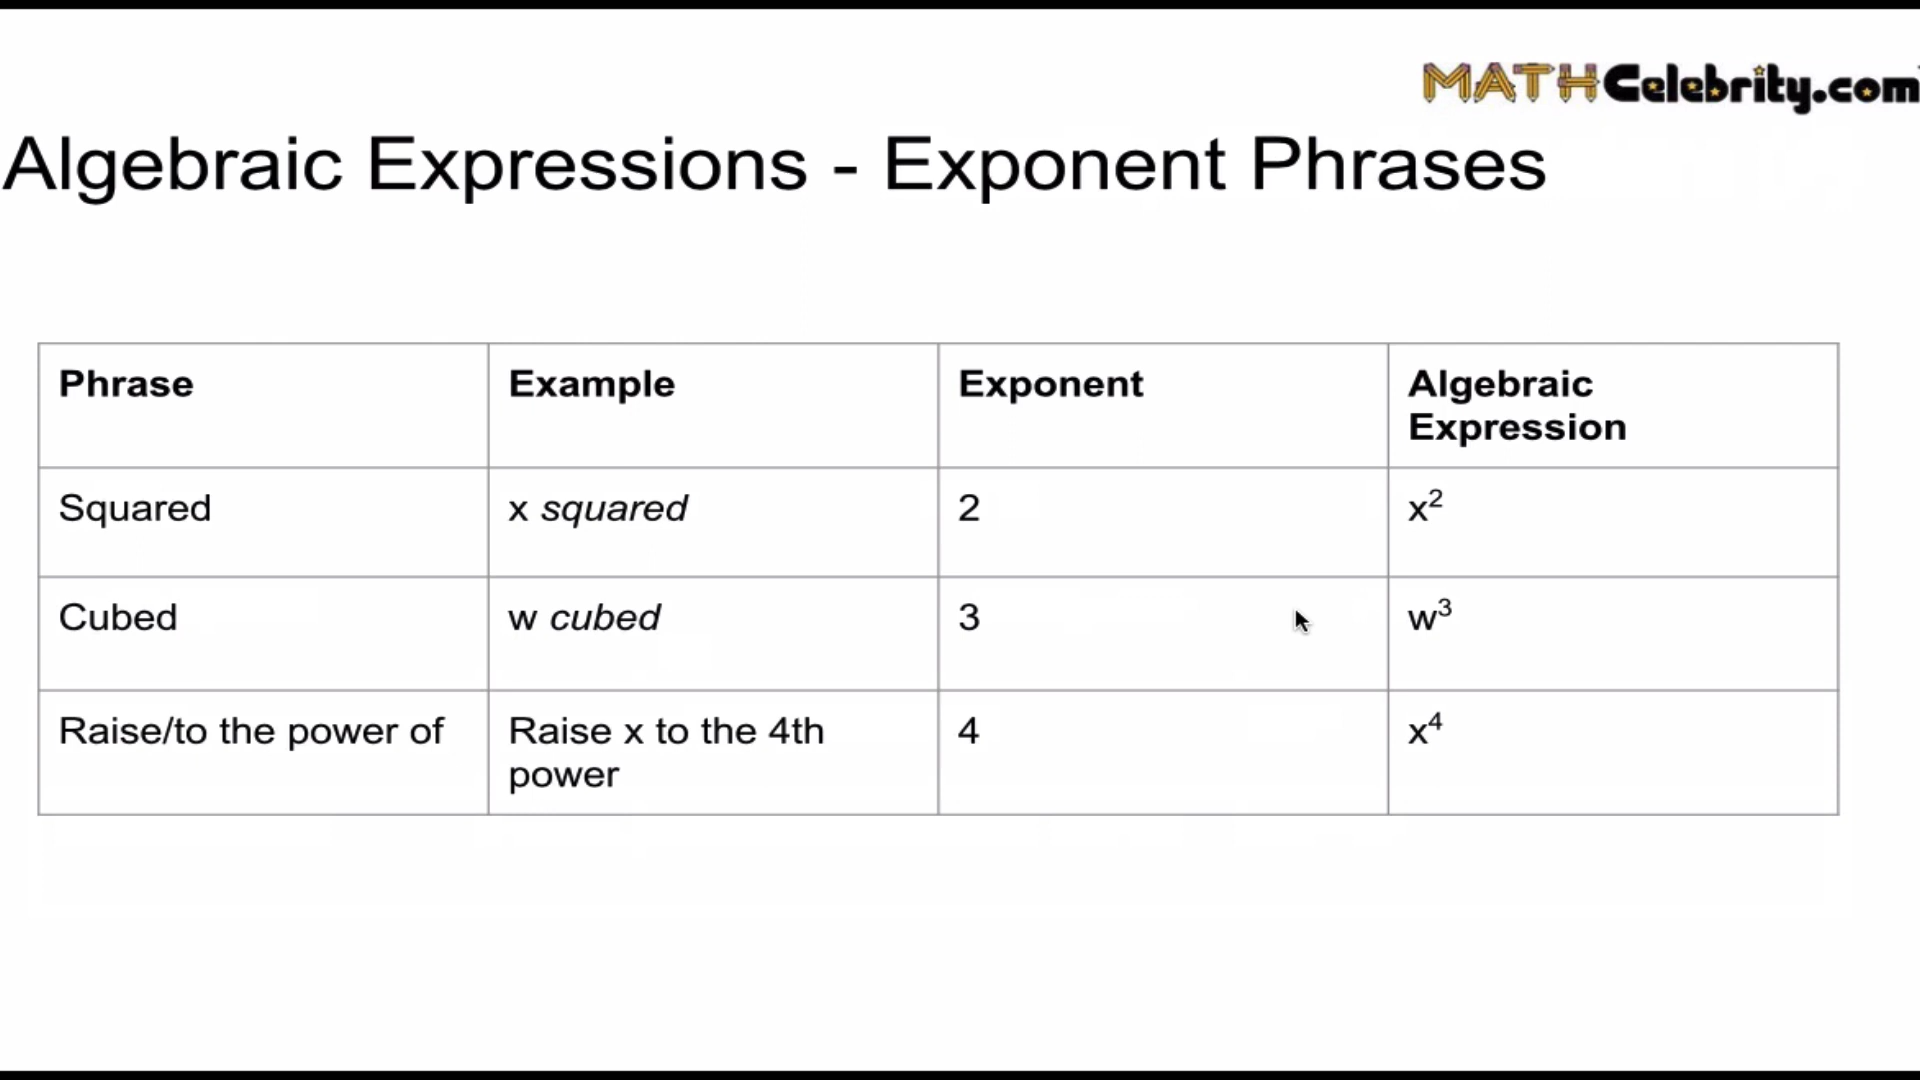 MATHCelebrity.com
Algebraic Expressions - Exponent Phrases
Phrase Example Exponent Algebraic
Expression
Squared x squared 2 x²
Cubed w cubed 3 w³
Raise/to the power of Raise x to the 4th 4 x⁴
power